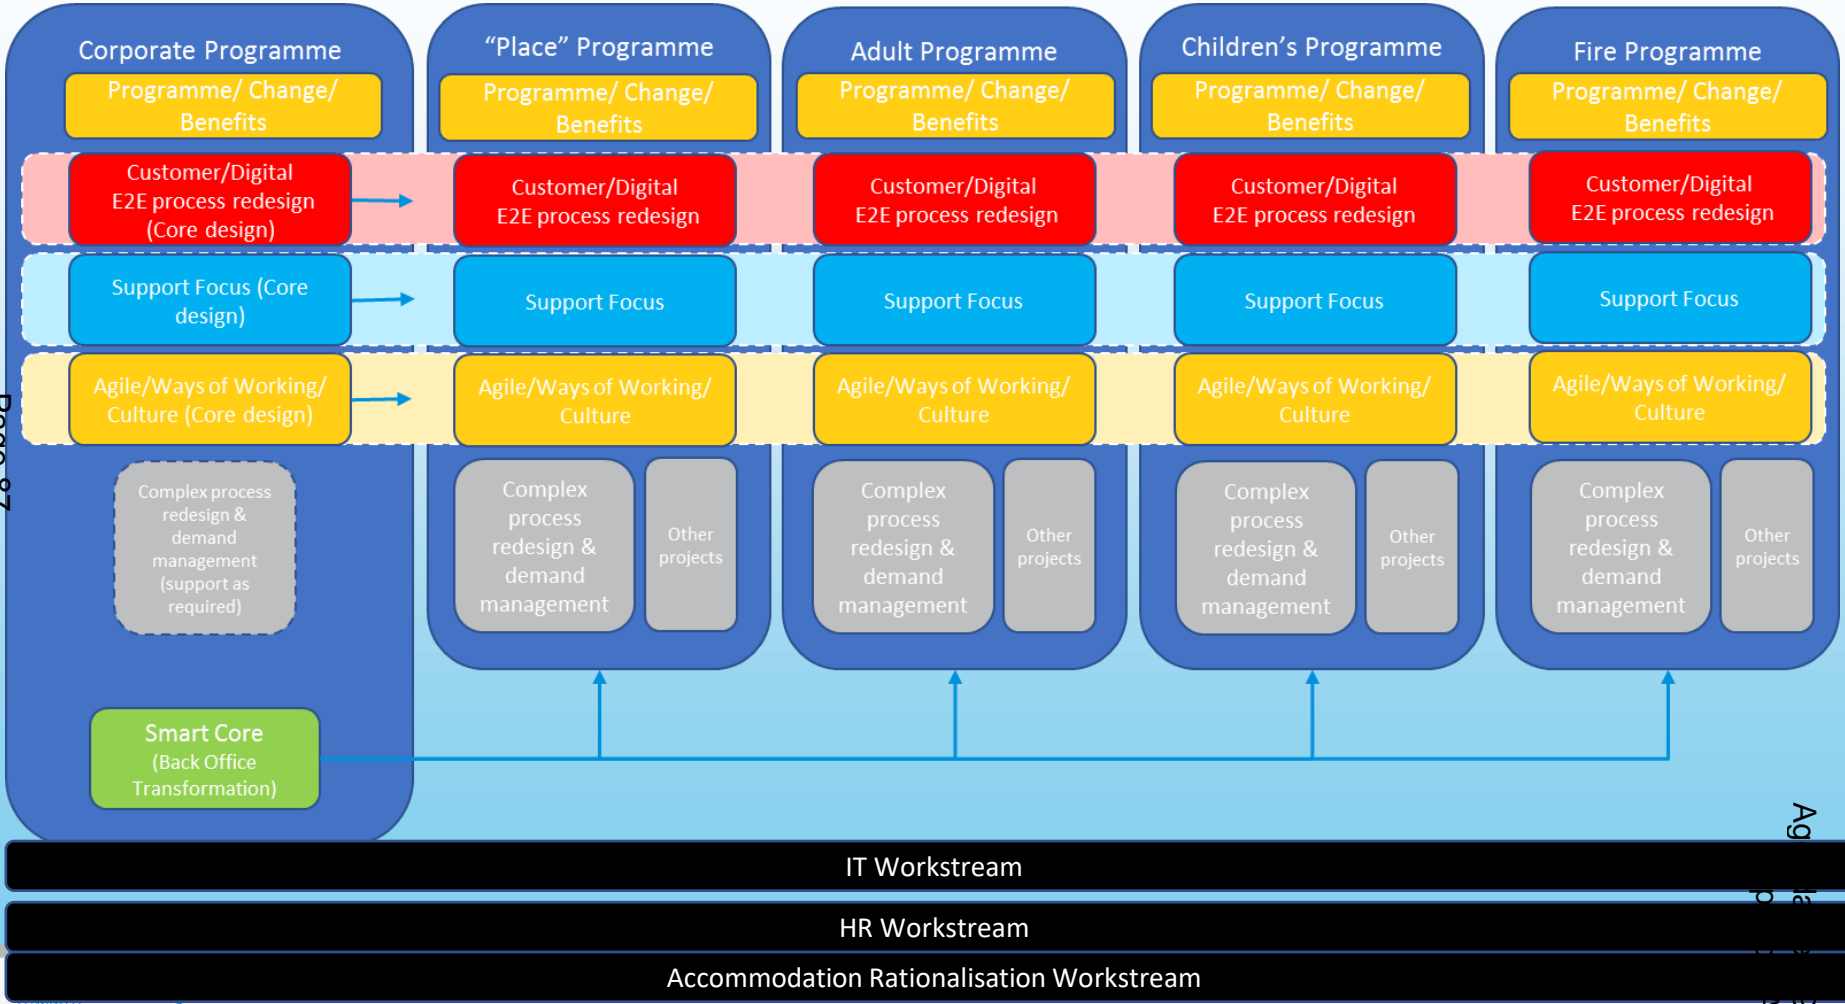 Corporate Programme
Programme/ Change/
Benefits
Customer/Digital
E2E process redesign
(Core design)
Support Focus (Core
design)
Agile/Ways of Working/
Culture (Core design)
Complex process
redesign &
demand
management
(support as
required)
Smart Core
(Back Office
Transformation)
“Place” Programme
Programme/ Change/
Benefits
Customer/Digital
E2E process redesign
Support Focus
Agile/Ways of Working/
Culture
Complex
process
redesign &
demand
management
Other
projects
Adult Programme
Programme/ Change/
Benefits
Customer/Digital
E2E process redesign
Support Focus
Agile/Ways of Working/
Culture
Complex
process
redesign &
demand
management
Other
projects
Children’s Programme
Programme/ Change/
Benefits
Customer/Digital
E2E process redesign
Support Focus
Agile/Ways of Working/
Culture
Complex
process
redesign &
demand
management
Other
projects
Fire Programme
Programme/ Change/
Benefits
Customer/Digital
E2E process redesign
Support Focus
Agile/Ways of Working/
Culture
Complex
process
redesign &
demand
management
Other
projects
IT Workstream
HR Workstream
Accommodation Rationalisation Workstream
Page 87